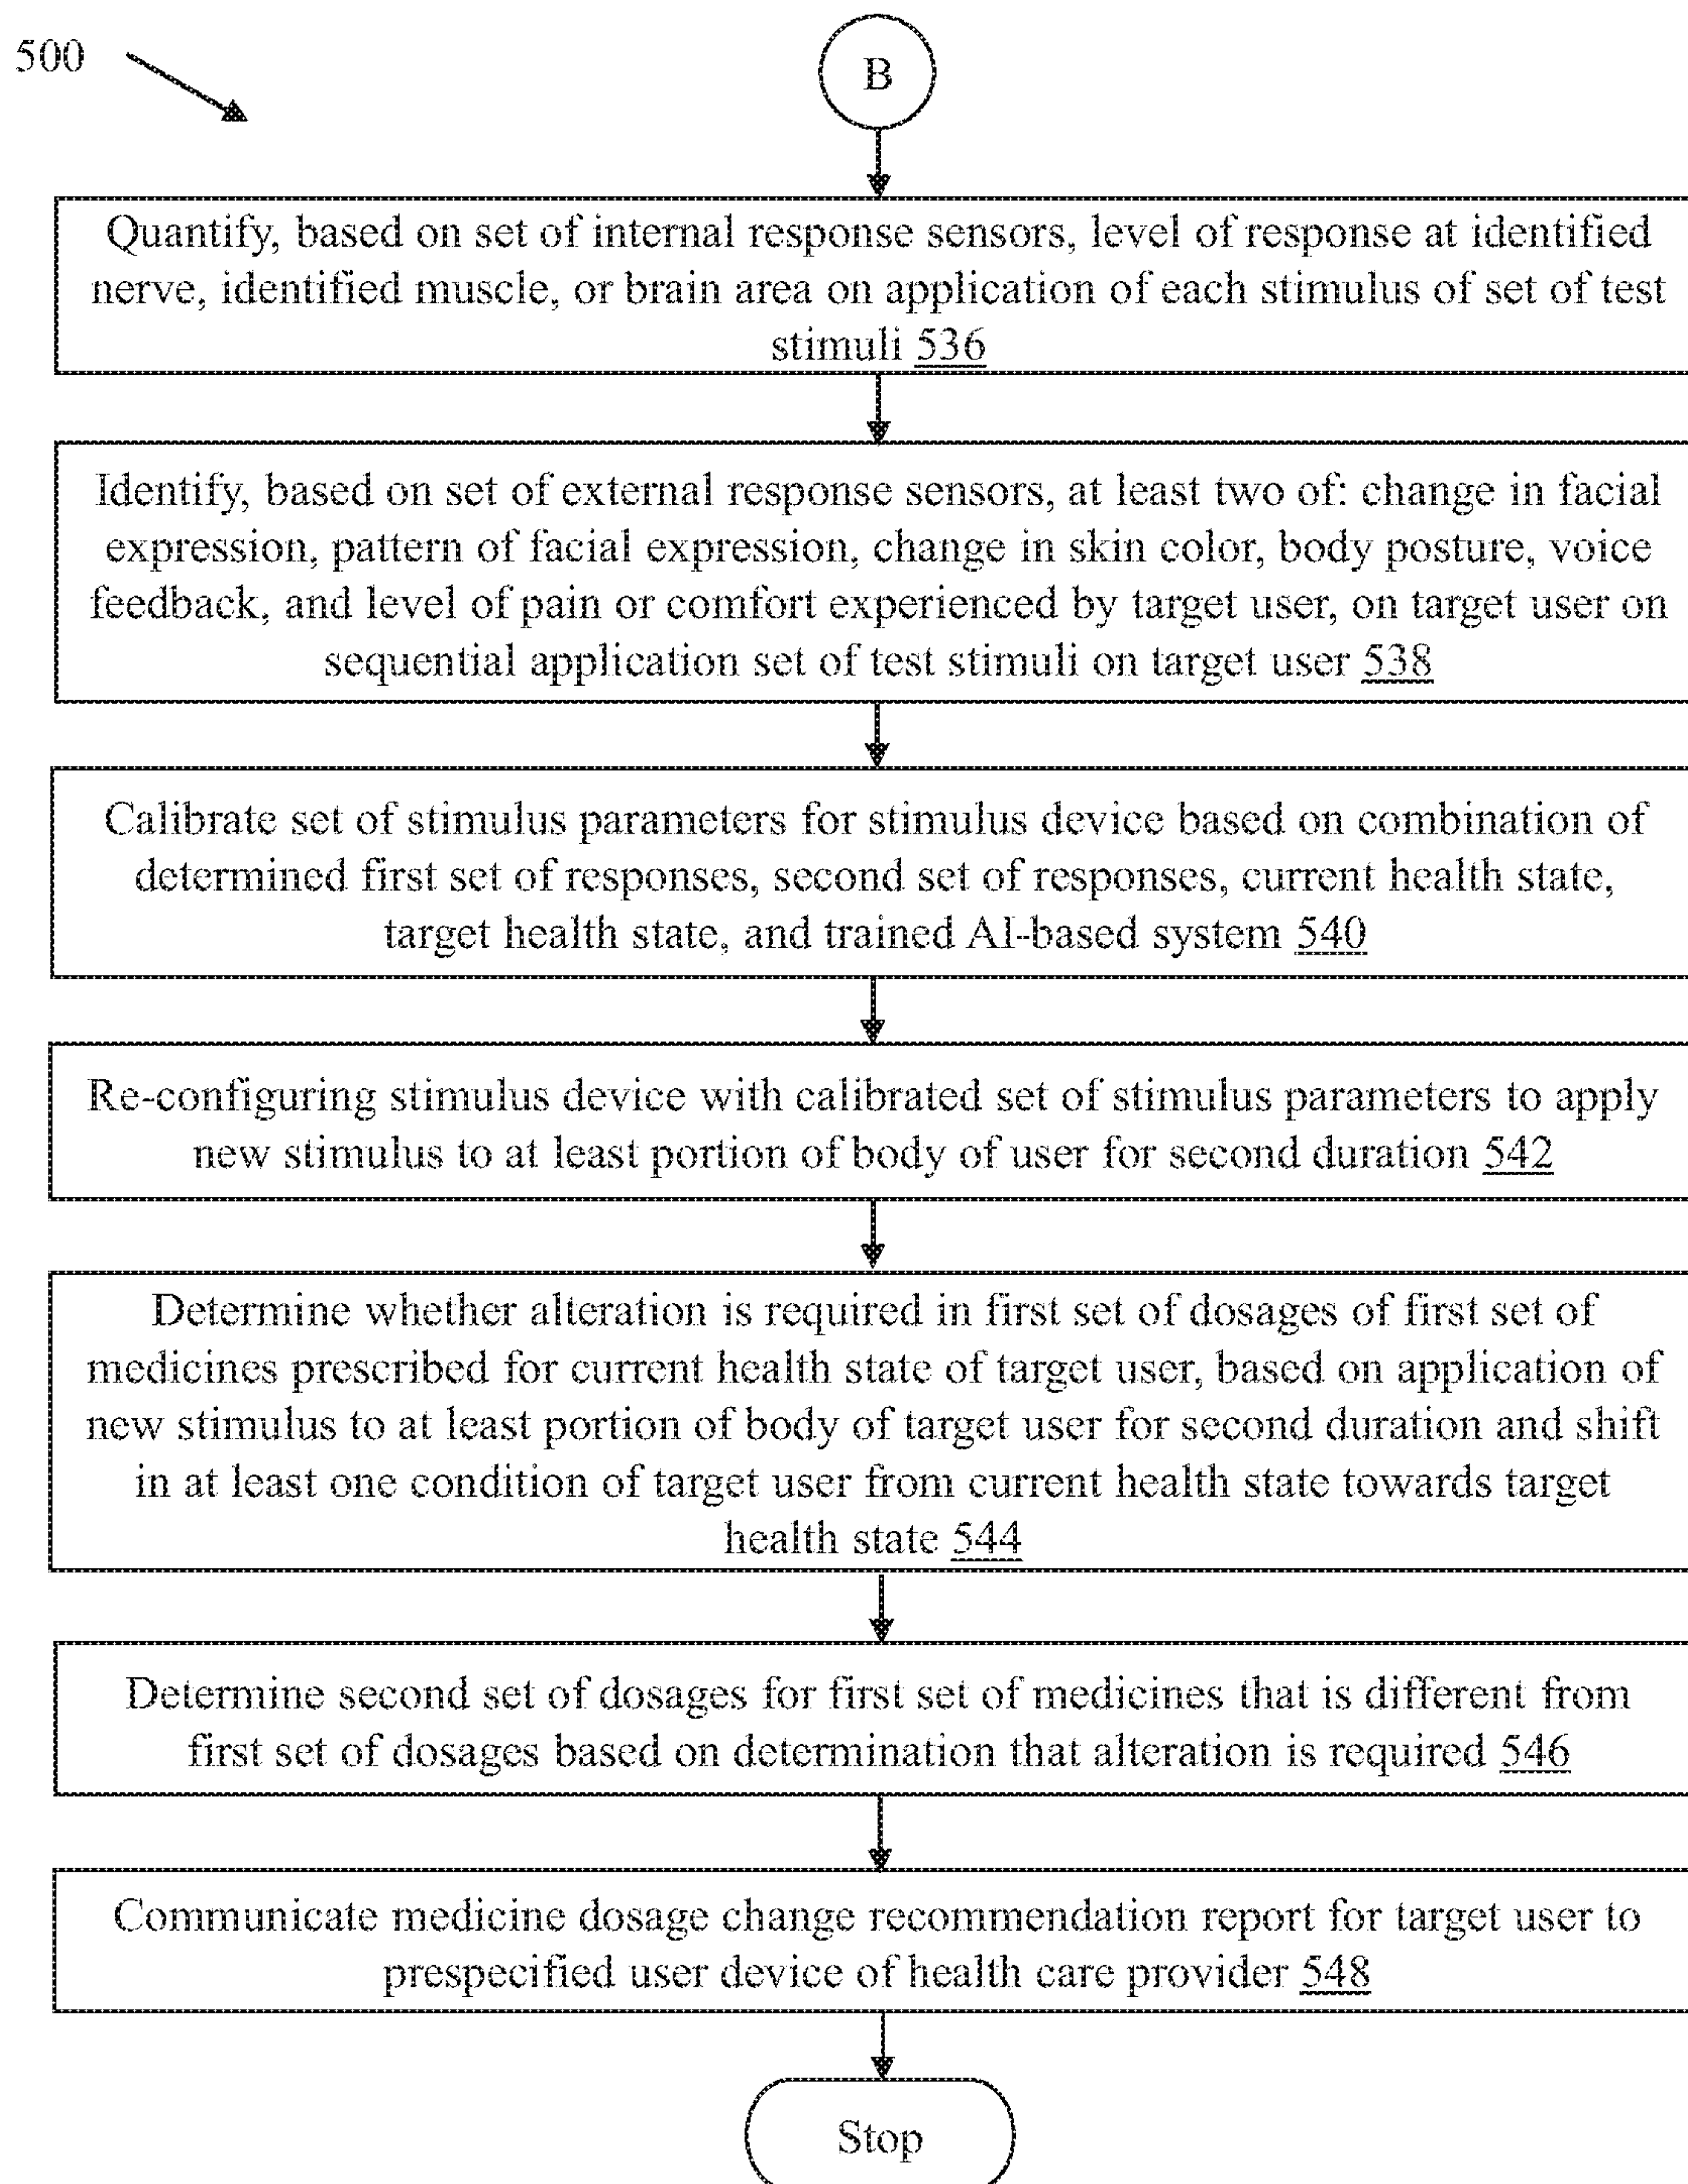 500
B
Quantify, based on set of internal response sensors, level of response at identified
nerve, identified muscle, or brain area on application of each stimulus of set of test
stimuli 536
Identify, based on set of external response sensors, at least two of: change in facial
expression, pattern of facial expression, change in skin color, body posture, voice
feedback, and level of pain or comfort experienced by target user, on target user on
sequential application set of test stimuli on target user 538
Calibrate set of stimulus parameters for stimulus device based on combination of
determined first set of responses, second set of responses, current health state,
target health state, and trained AI-based system 540
Re-configuring stimulus device with calibrated set of stimulus parameters to apply
new stimulus to at least portion of body of user for second duration 542
Determine whether alteration is required in first set of dosages of first set of
medicines prescribed for current health state of target user, based on application of
new stimulus to at least portion of body of target user for second duration and shift
in at least one condition of target user from current health state towards target
health state 544
Determine second set of dosages for first set of medicines that is different from
first set of dosages based on determination that alteration is required 546
Communicate medicine dosage change recommendation report for target user to
prespecified user device of health care provider 548
Stop